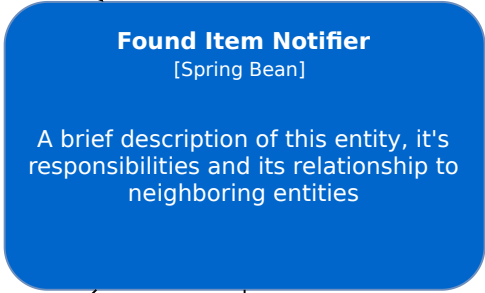 Found Item Notifier
[Spring Bean]
A brief description of this entity, it's
responsibilities and its relationship to
neighboring entities